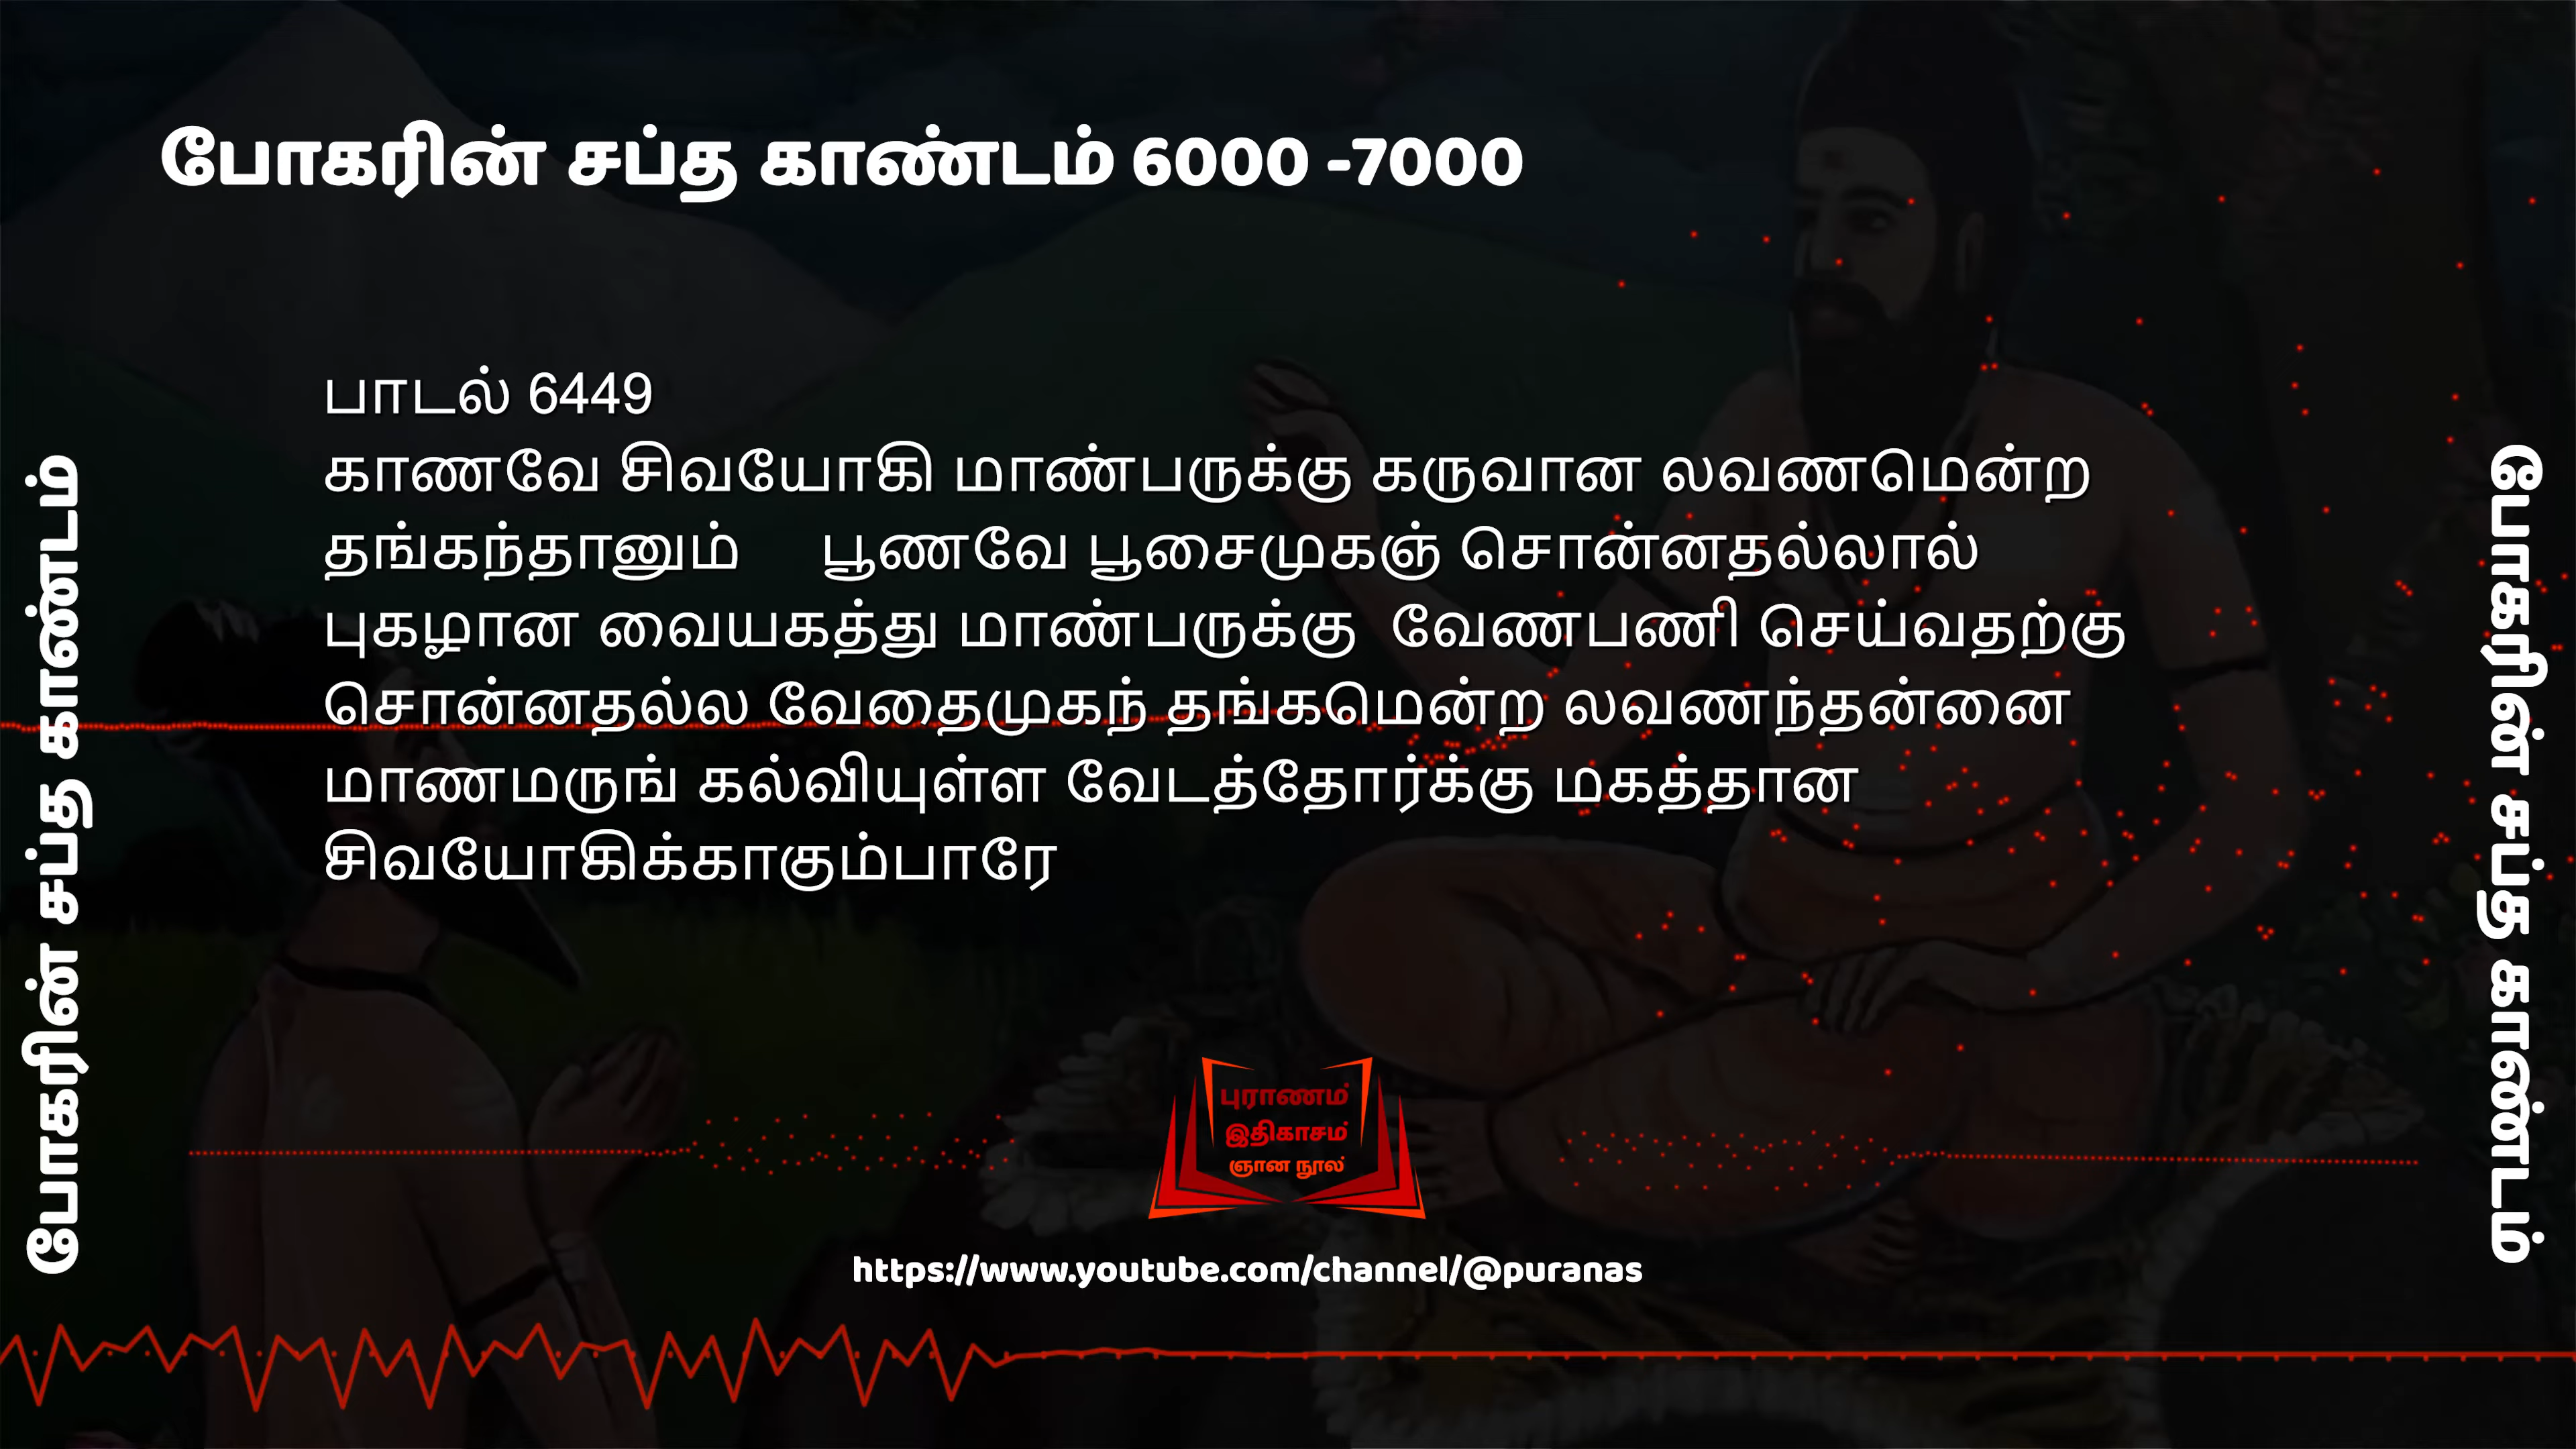 போகரின் சப்த காண்டம் 6000 -7000
பாடல் 6449
காணவே சிவயோகி மாண்பருக்கு கருவான லவணமென்ற
தங்கந்தானும் பூணவே பூசைமுகஞ் சொன்னதல்லால்
புகழான வையகத்து மாண்பருக்கு வேணபணி செய்வதற்கு
சொன்னதல்ல வேதைமுகந் தங்கமென்ற லவணந்தன்னை
மாணமருங் கல்வியுள்ள வேடத்தோர்க்கு மகத்தான
சிவயோகிக்காகும்பாரே
போகரின் சப்த காண்டம்
போகரின் சப்த காண்டம்
புராணம்
இதிகாசம்
ஞான நூல்
https://www.youtube.com/channel/@puranas